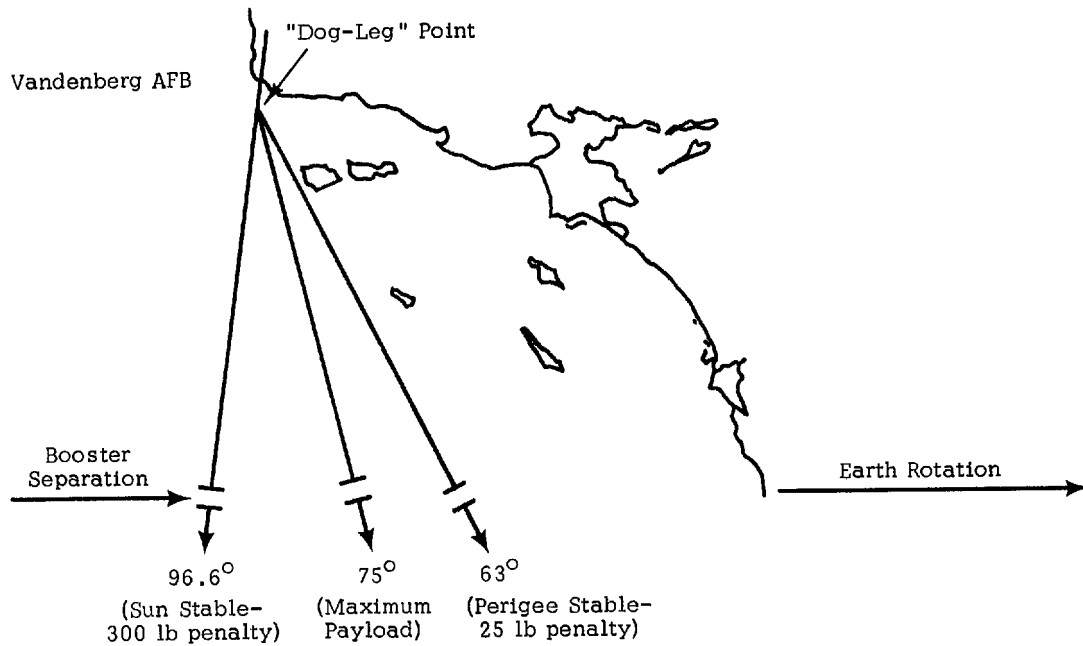 "Dog-Leg" Point
Vandenberg AFB
Booster
Separation
Earth Rotation
96.6°
(Sun Stable-
300 lb penalty)
75°
(Maximum
Payload)
63°
(Perigee Stable-
25 lb penalty)